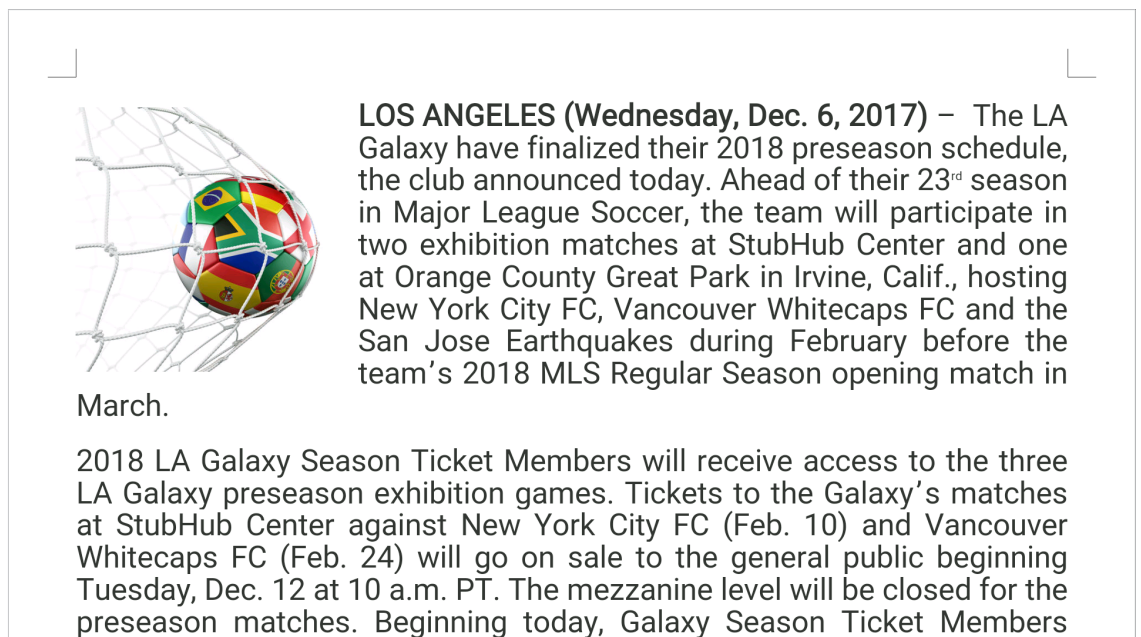 LOS ANGELES (Wednesday, Dec. 6, 2017) – The LA
Galaxy have finalized their 2018 preseason schedule,
the club announced today. Ahead of their 23rd season
in Major League Soccer, the team will participate in
two exhibition matches at StubHub Center and one
at Orange County Great Park in Irvine, Calif., hosting
New York City FC, Vancouver Whitecaps FC and the
San Jose Earthquakes during February before the
team’s 2018 MLS Regular Season opening match in
March.
2018 LA Galaxy Season Ticket Members will receive access to the three
LA Galaxy preseason exhibition games. Tickets to the Galaxy’s matches
at StubHub Center against New York City FC (Feb. 10) and Vancouver
Whitecaps FC (Feb. 24) will go on sale to the general public beginning
Tuesday, Dec. 12 at 10 a.m. PT. The mezzanine level will be closed for the
preseason matches. Beginning today, Galaxy Season Ticket Members